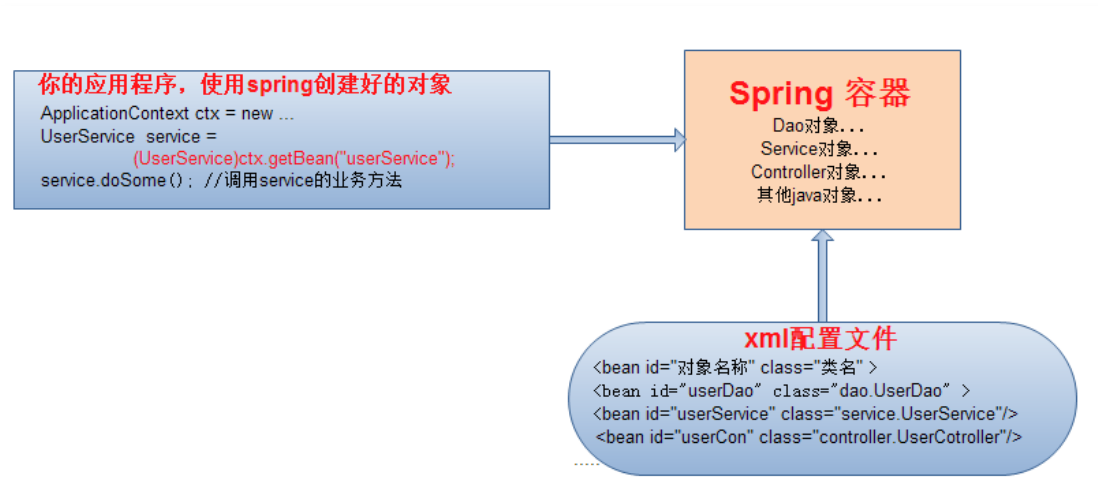 你的应用程序，使用spring创建好的对象
ApplicationContext ctx = new ...
UserService service =
(UserService)ctx.getBean("userService");
service.doSome(); //调用service的业务方法
Spring 容器
Dao对象...
Service对象...
Controller对象...
其他java对象...
xml配置文件
<bean id="对象名称" class="类名" >
<bean id="userDao" class="dao.UserDao" >
<bean id="userService" class="service.UserService"/>
<bean id="userCon" class="controller.UserCotroller"/>
.....